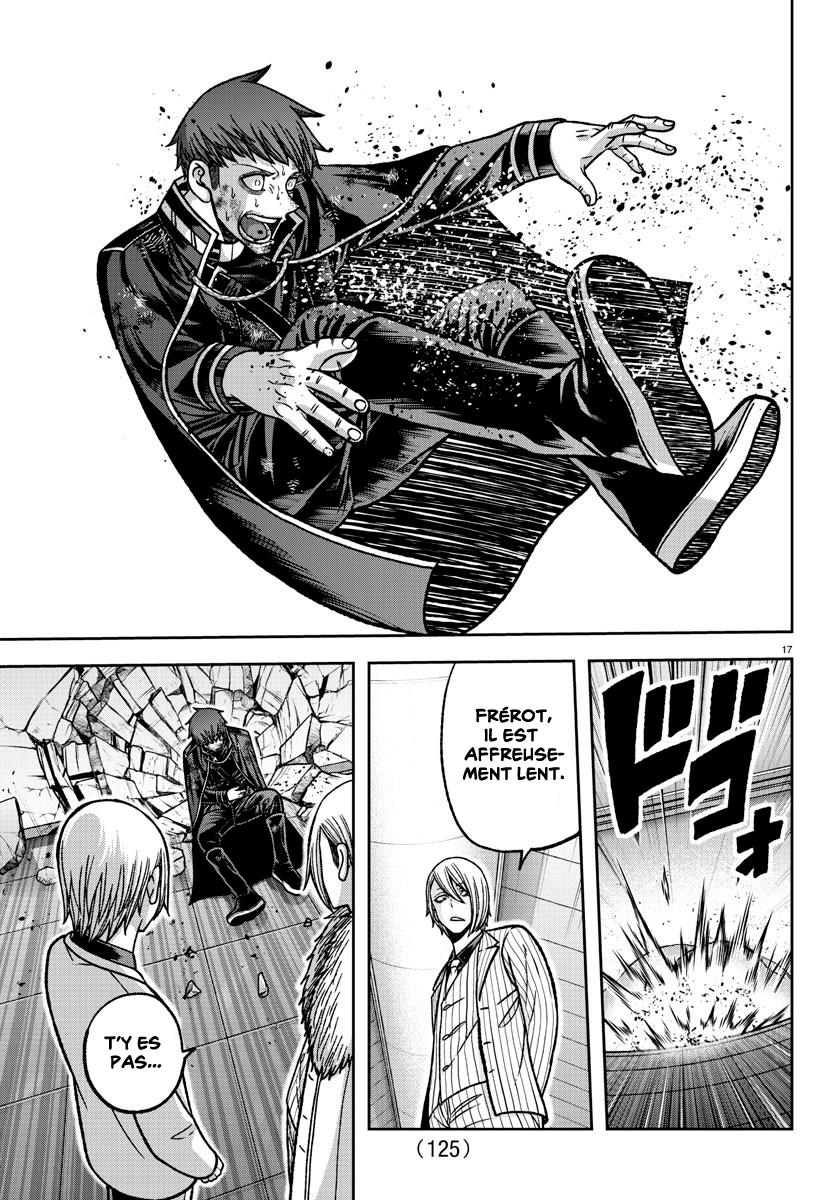 17
ドゴォ
FRÉROT,
IL EST
AFFREUSE-
MENT LENT.
T'Y ES
PAS...
(125)